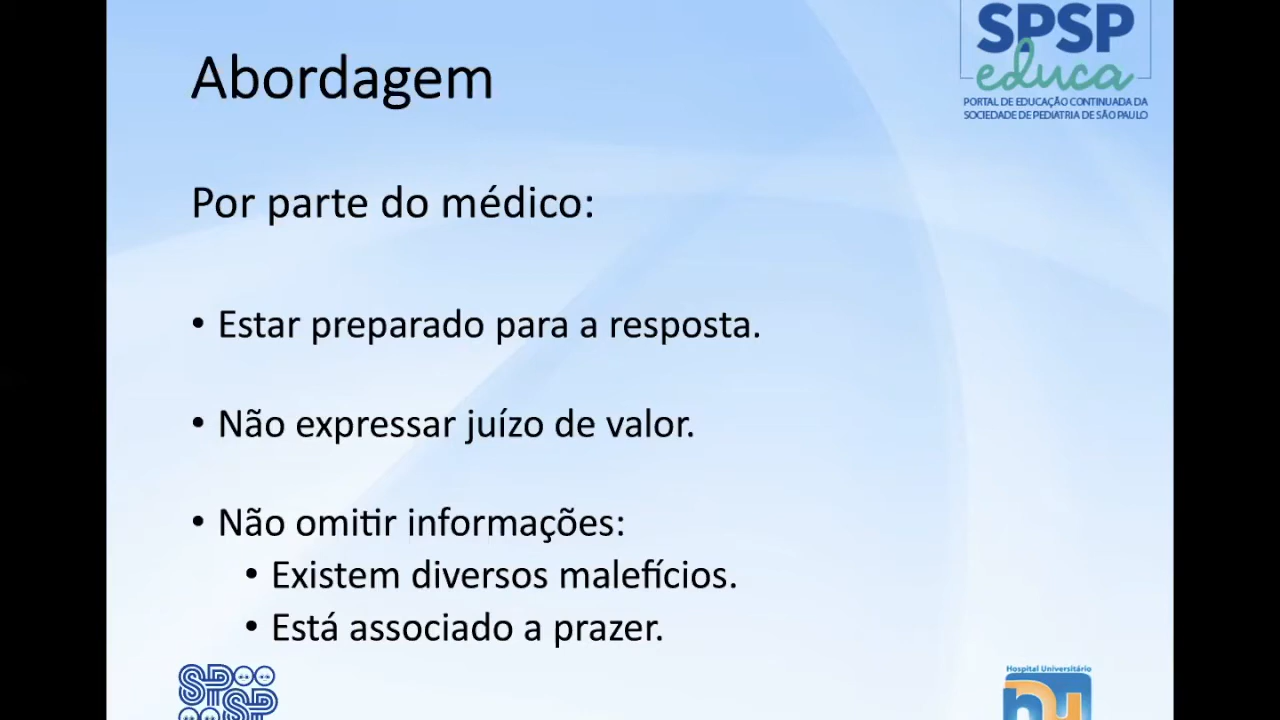 SPSP
educa
PORTAL DE EDUCAÇÃO CONTINUADA DA
SOCIEDADE DE PEDIATRIA DE SÃO PAULO
Abordagem
Por parte do médico:
• Estar preparado para a resposta.
• Não expressar juízo de valor.
• Não omitir informações:
• Existem diversos malefícios.
• Está associado a prazer.
SPSP
Hospital Universitário
hu